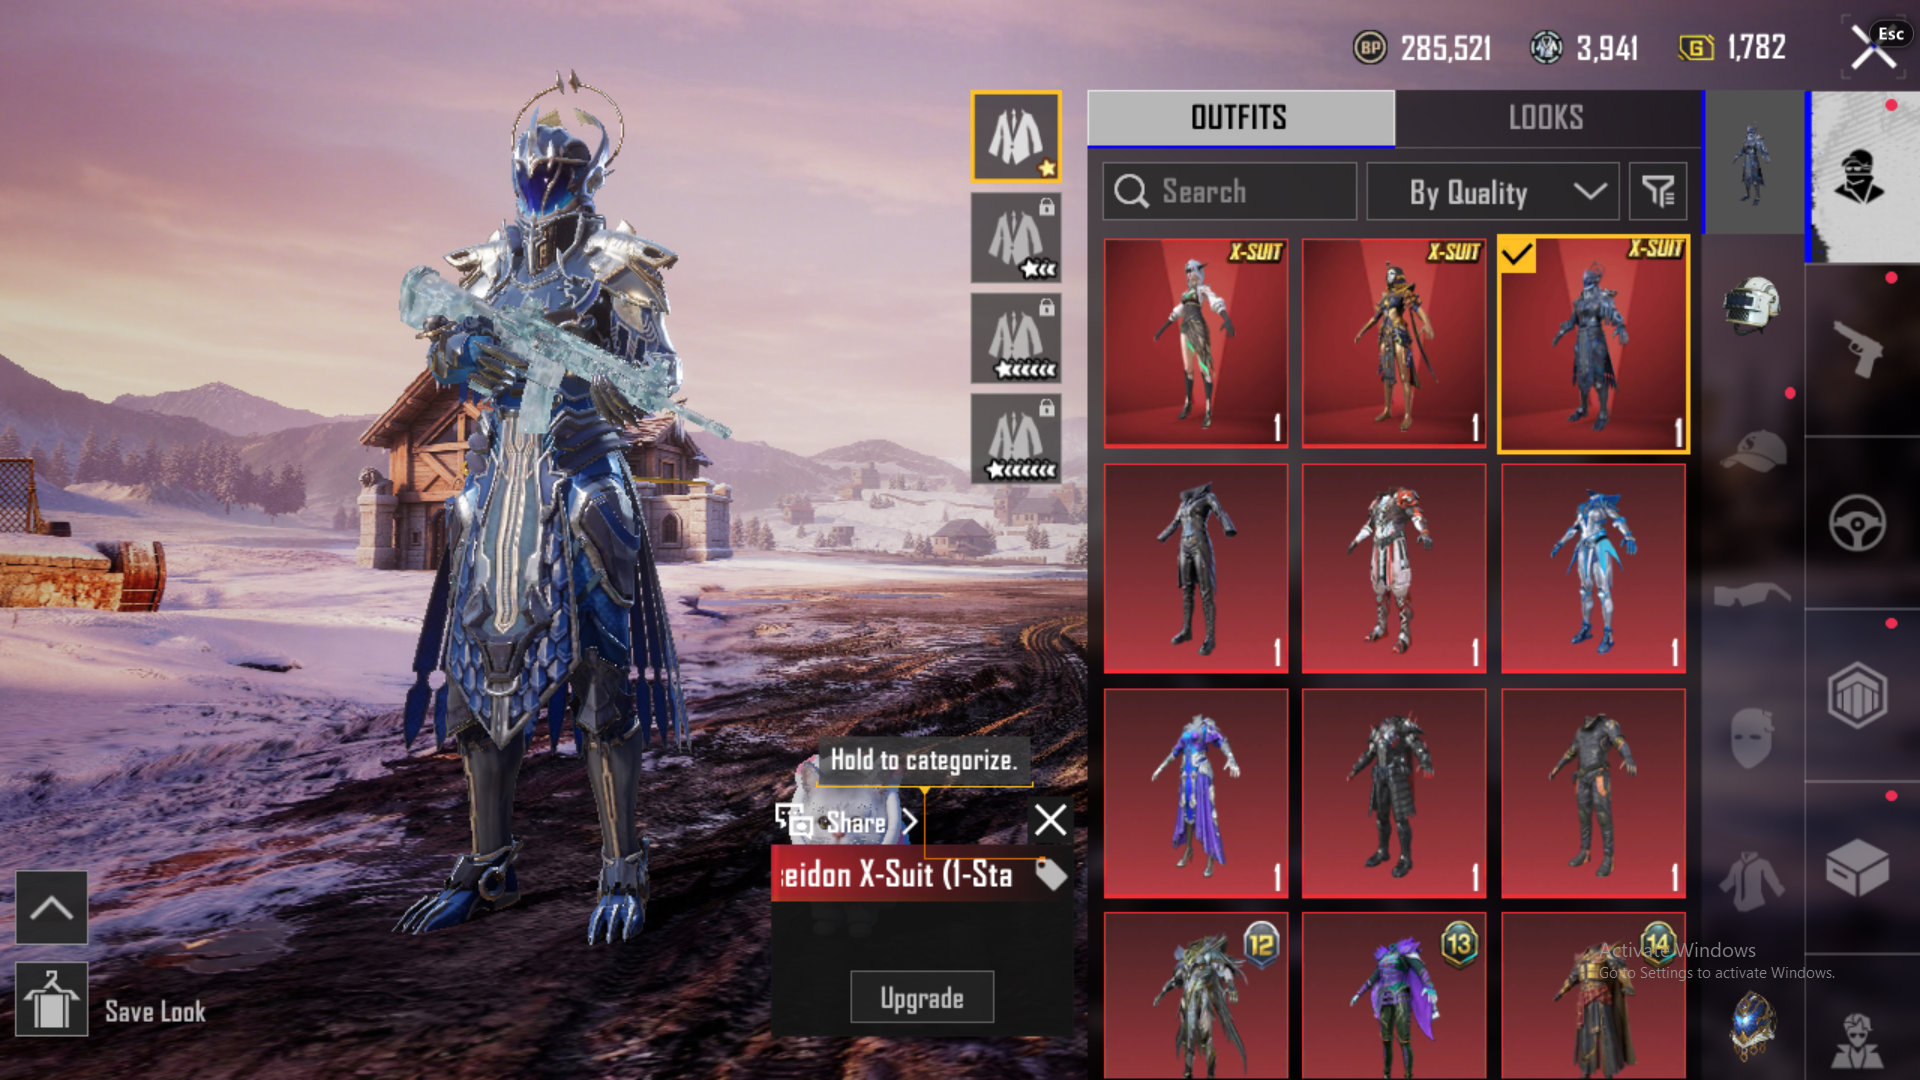 BP 285,521
3,941
G 1,782
Esc
OUTFITS
LOOKS
Search
By Quality
X-SUIT
X-SUIT
X-SUIT
1
1
1
1
1
1
1
1
1
12
13
14
Hold to categorize.
Share
eidon X-Suit (1-Sta
Upgrade
Save Look
Activate Windows
Go to Settings to activate Windows.